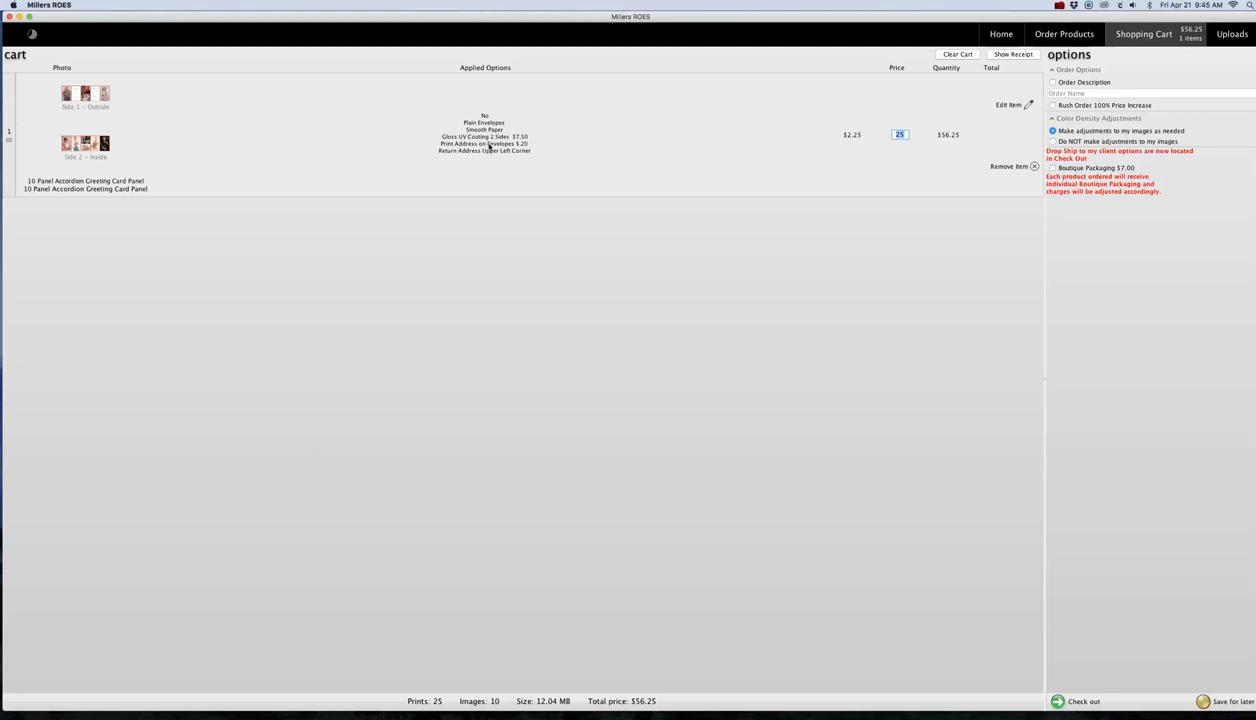 Millers ROES
Fri Apr 21 9:45 AM
Millers ROES
Home
Order Products
Shopping Cart
$56.25
1 items
Uploads
cart
Clear Cart
Show Receipt
Photo
Applied Options
Price
Quantity
Total
1
Side 1 - Outside
Side 2 - Inside
10 Panel Accordion Greeting Card Panel
10 Panel Accordion Greeting Card Panel
No
Plain Envelopes
Smooth Paper
Gloss UV Coating 2 Sides $7.50
Print Address on Envelopes $.20
Return Address Upper Left Corner
$2.25
25
$56.25
Edit Item
Remove Item
options
Order Options
Order Description
Order Name
Rush Order 100% Price Increase
Color Density Adjustments
Make adjustments to my images as needed
Do NOT make adjustments to my images
Drop Ship to my client options are now located
in Check Out
Boutique Packaging $7.00
Each product ordered will receive
individual Boutique Packaging and
charges will be adjusted accordingly.
Prints: 25
Images: 10
Size: 12.04 MB
Total price: $56.25
Check out
Save for later